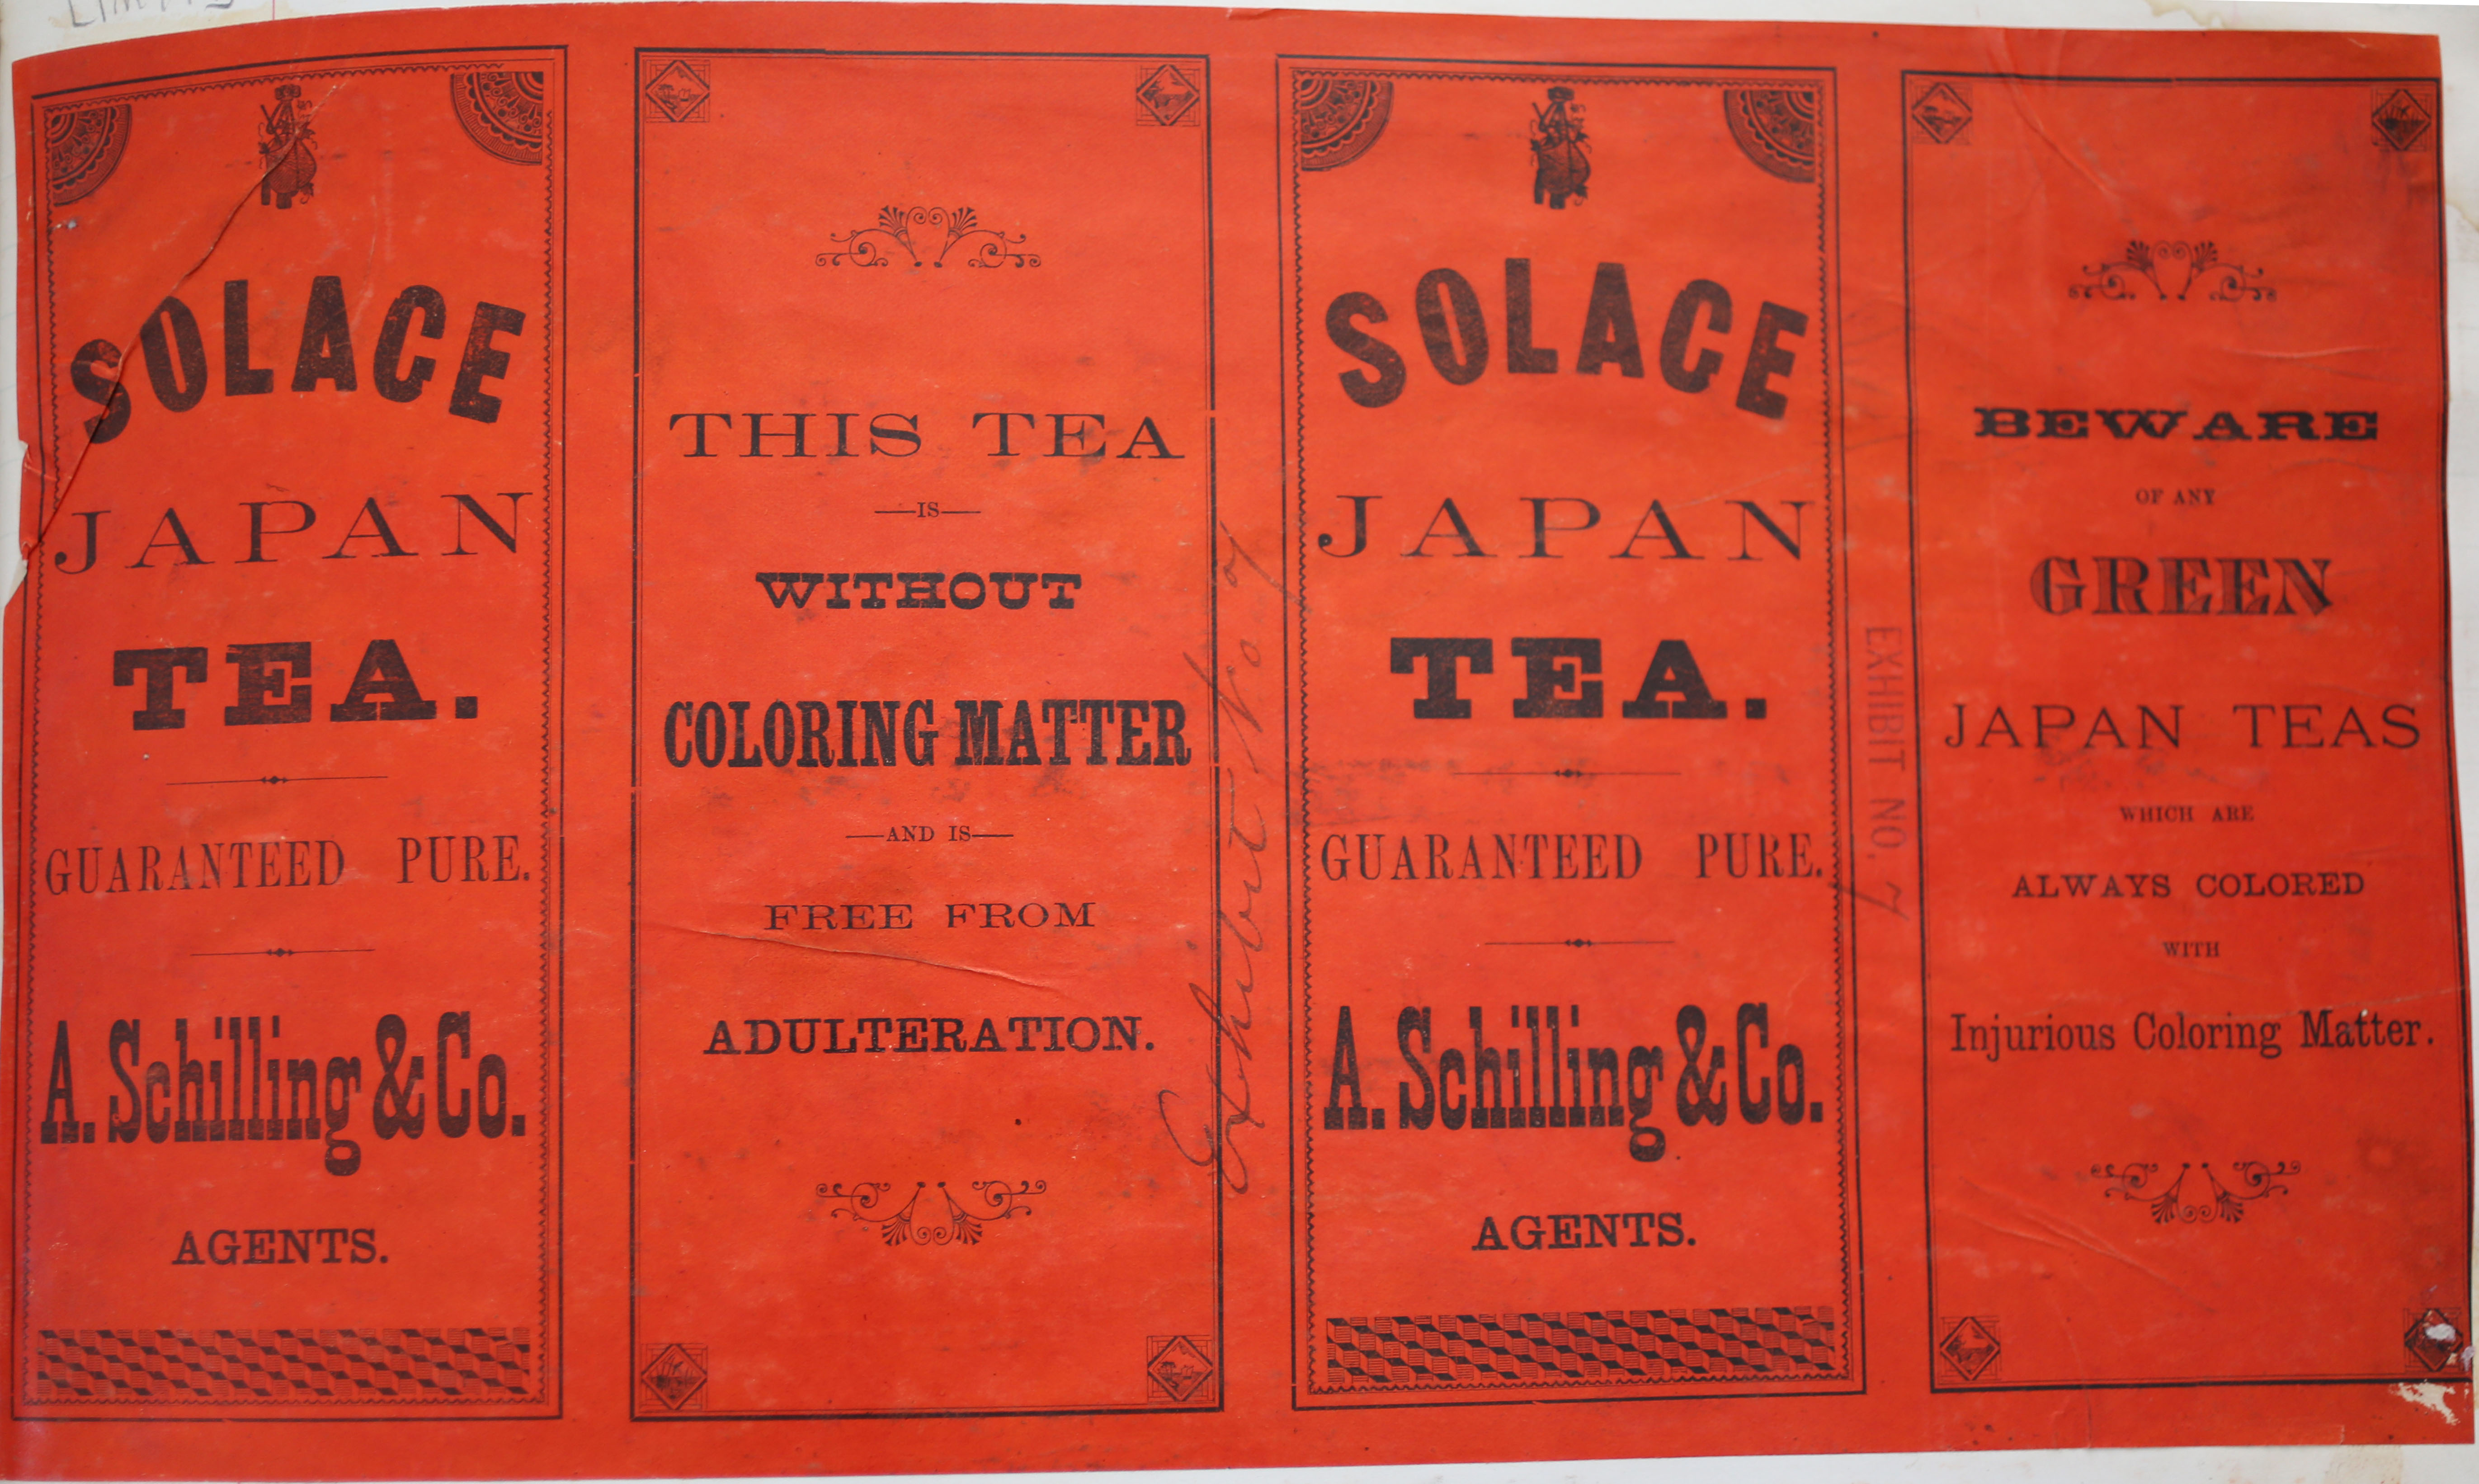 SOLACE
JAPAN
TEA.
GUARANTEED PURE.
A. Schilling & Co.
AGENTS.
THIS TEA
—IS—
WITHOUT
COLORING MATTER
—AND IS—
FREE FROM
ADULTERATION.
Exhibit No 7
SOLACE
JAPAN
TEA.
GUARANTEED PURE.
A. Schilling & Co.
AGENTS.
EXHIBIT NO. 7
BEWARE
OF ANY
GREEN
JAPAN TEAS
WHICH ARE
ALWAYS COLORED
WITH
Injurious Coloring Matter.